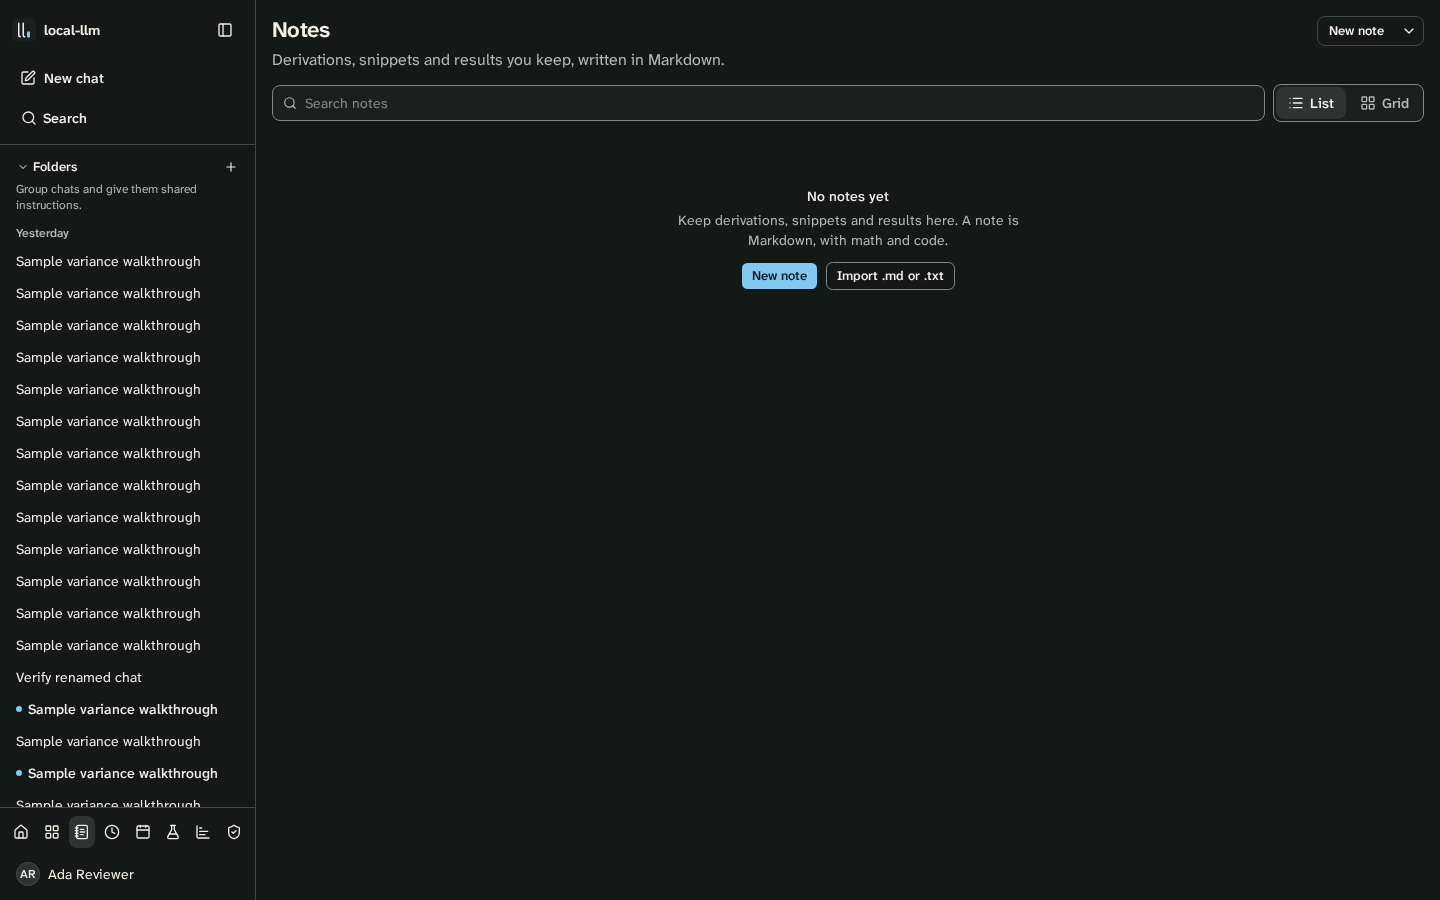 local-llm
New chat
Search
Folders
Group chats and give them shared
instructions.
Yesterday
Sample variance walkthrough
Sample variance walkthrough
Sample variance walkthrough
Sample variance walkthrough
Sample variance walkthrough
Sample variance walkthrough
Sample variance walkthrough
Sample variance walkthrough
Sample variance walkthrough
Sample variance walkthrough
Sample variance walkthrough
Sample variance walkthrough
Sample variance walkthrough
Verify renamed chat
Sample variance walkthrough
Sample variance walkthrough
Sample variance walkthrough
Sample variance walkthrough
AR Ada Reviewer
Notes
New note
Derivations, snippets and results you keep, written in Markdown.
Search notes
List Grid
No notes yet
Keep derivations, snippets and results here. A note is
Markdown, with math and code.
New note Import .md or .txt